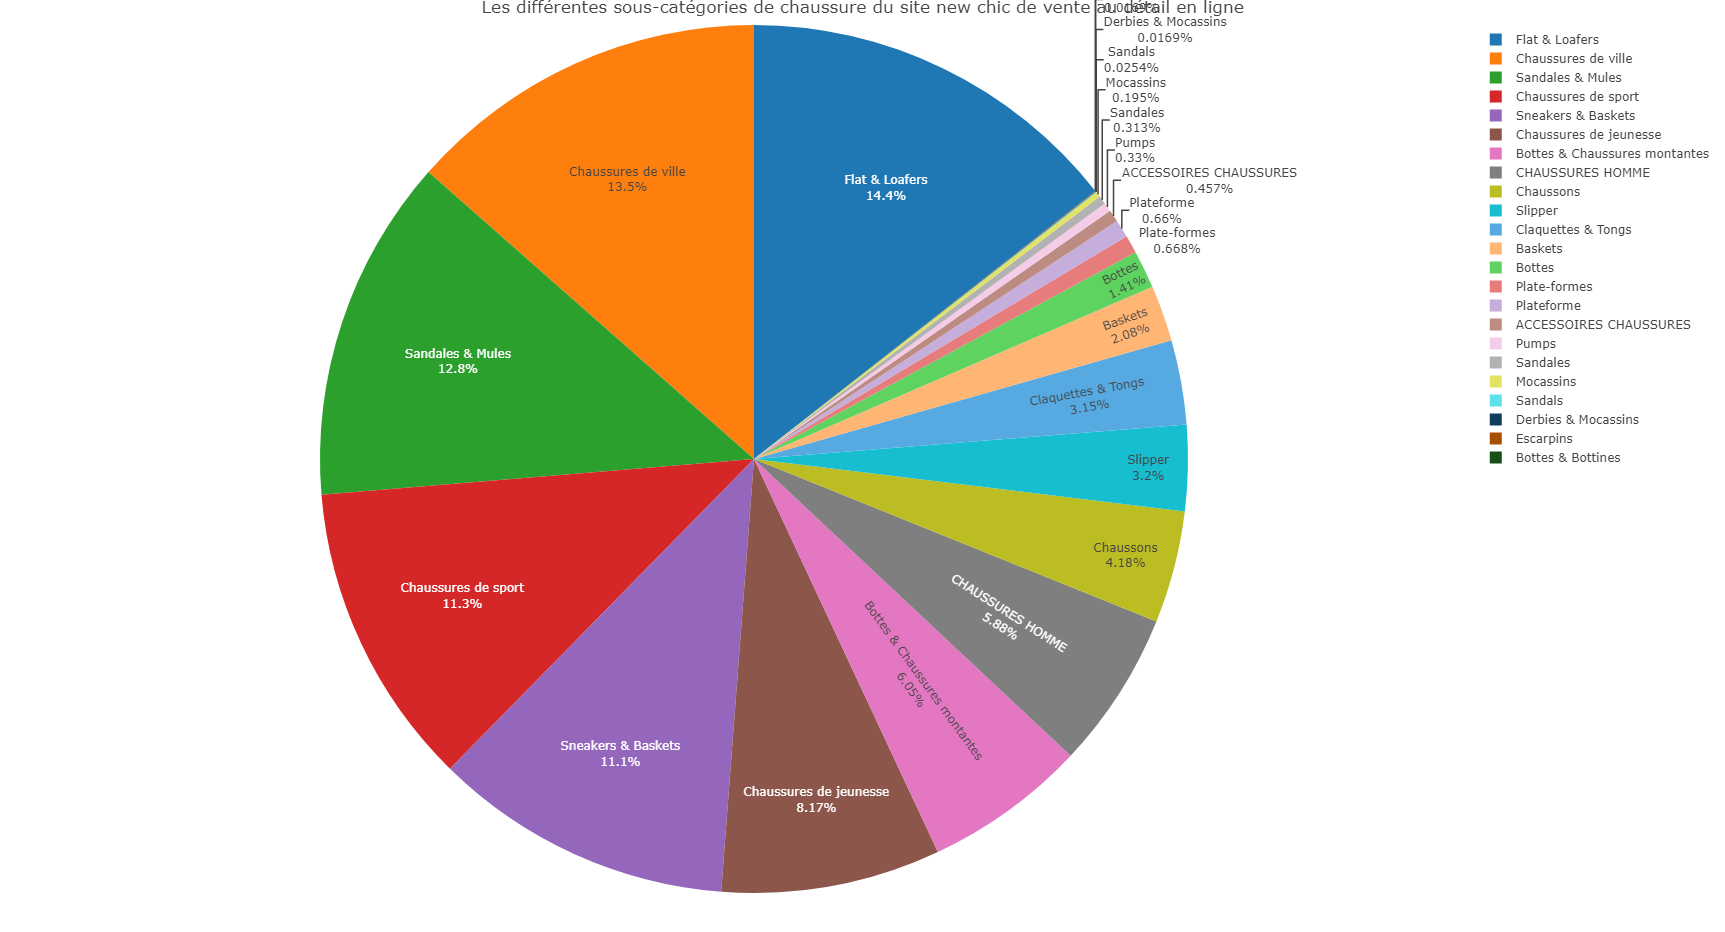 Les différentes sous-catégories de chaussure du site new chic de vente au détail en ligne
0.0169%
Derbies & Mocassins
0.0169%
Sandals
0.0254%
Mocassins
0.195%
Sandales
0.313%
Pumps
0.33%
ACCESSOIRES CHAUSSURES
0.457%
Plateforme
0.66%
Plate-formes
0.668%
Bottes
1.41%
Baskets
2.08%
Claquettes & Tongs
3.15%
Slipper
3.2%
Chaussons
4.18%
CHAUSSURES HOMME
5.88%
Bottes & Chaussures montantes
6.05%
Chaussures de jeunesse
8.17%
Sneakers & Baskets
11.1%
Chaussures de sport
11.3%
Sandales & Mules
12.8%
Chaussures de ville
13.5%
Flat & Loafers
14.4%
Flat & Loafers
Chaussures de ville
Sandales & Mules
Chaussures de sport
Sneakers & Baskets
Chaussures de jeunesse
Bottes & Chaussures montantes
CHAUSSURES HOMME
Chaussons
Slipper
Claquettes & Tongs
Baskets
Bottes
Plate-formes
Plateforme
ACCESSOIRES CHAUSSURES
Pumps
Sandales
Mocassins
Sandals
Derbies & Mocassins
Escarpins
Bottes & Bottines